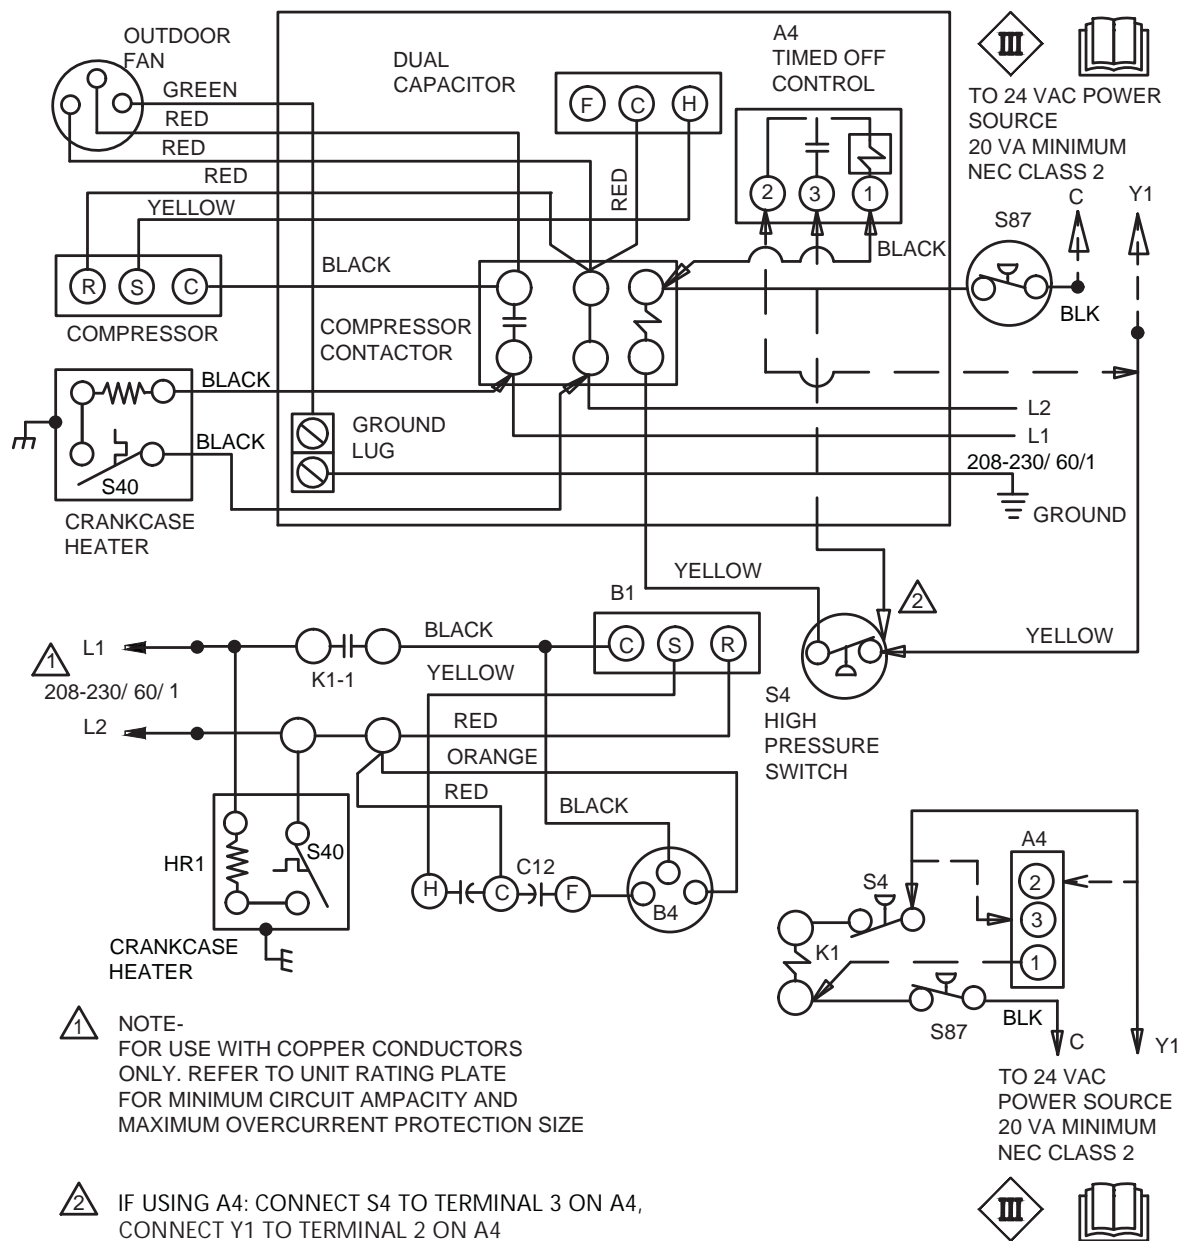 OUTDOOR
FAN
GREEN
RED
RED
RED
YELLOW
DUAL
CAPACITOR
F C H
RED
A4
TIMED OFF
CONTROL
2 3 1
BLACK
III
TO 24 VAC POWER
SOURCE
20 VA MINIMUM
NEC CLASS 2
C
Y1
S87
BLK
R S C
COMPRESSOR
BLACK
COMPRESSOR
CONTACTOR
BLACK
BLACK
S40
CRANKCASE
HEATER
GROUND
LUG
L2
L1
208-230/ 60/1
GROUND
YELLOW
2
YELLOW
S4
HIGH
PRESSURE
SWITCH
B1
C S R
1
L1
208-230/ 60/ 1
L2
K1-1
BLACK
YELLOW
RED
ORANGE
RED
BLACK
HR1
S40
CRANKCASE
HEATER
H C C12 F
B4
A4
2
3
1
S4
K1
S87
BLK
C
Y1
TO 24 VAC
POWER SOURCE
20 VA MINIMUM
NEC CLASS 2
III
1 NOTE-
FOR USE WITH COPPER CONDUCTORS
ONLY. REFER TO UNIT RATING PLATE
FOR MINIMUM CIRCUIT AMPACITY AND
MAXIMUM OVERCURRENT PROTECTION SIZE
2 IF USING A4: CONNECT S4 TO TERMINAL 3 ON A4,
CONNECT Y1 TO TERMINAL 2 ON A4